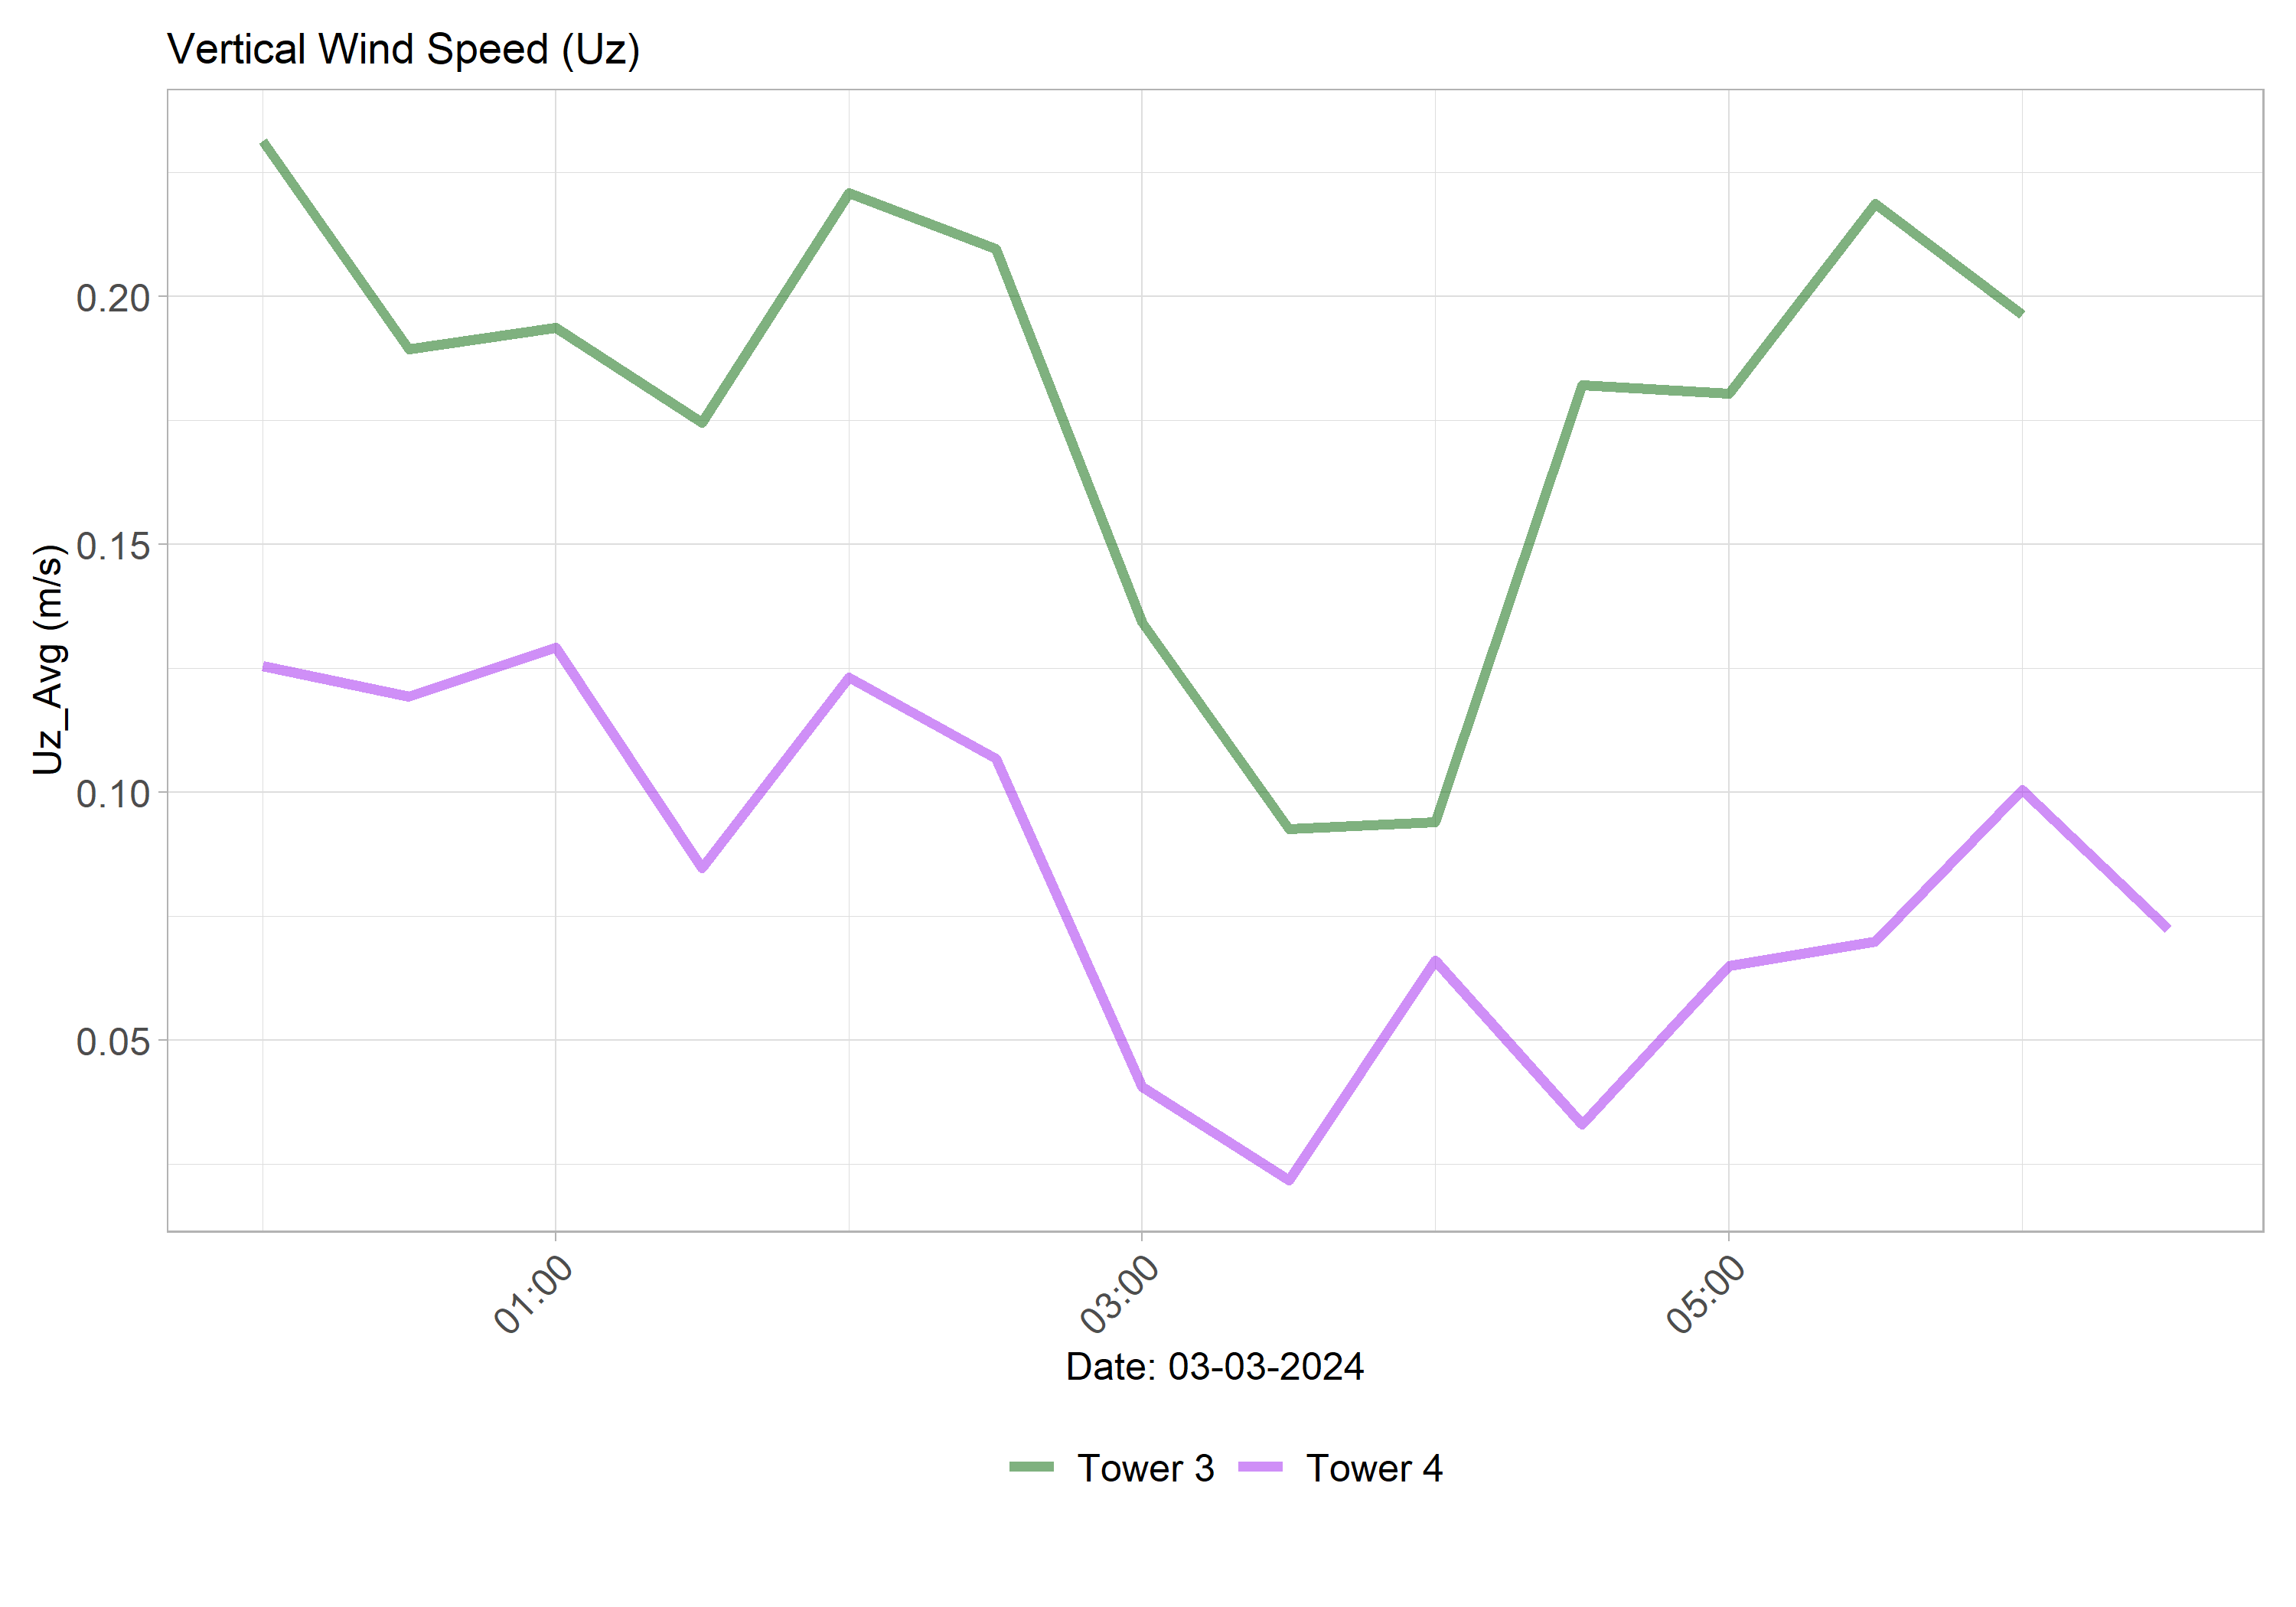 Vertical Wind Speed (Uz)
Uz_Avg (m/s)
0.20
0.15
0.10
0.05
01:00 03:00 05:00
Date: 03-03-2024
Tower 3 Tower 4